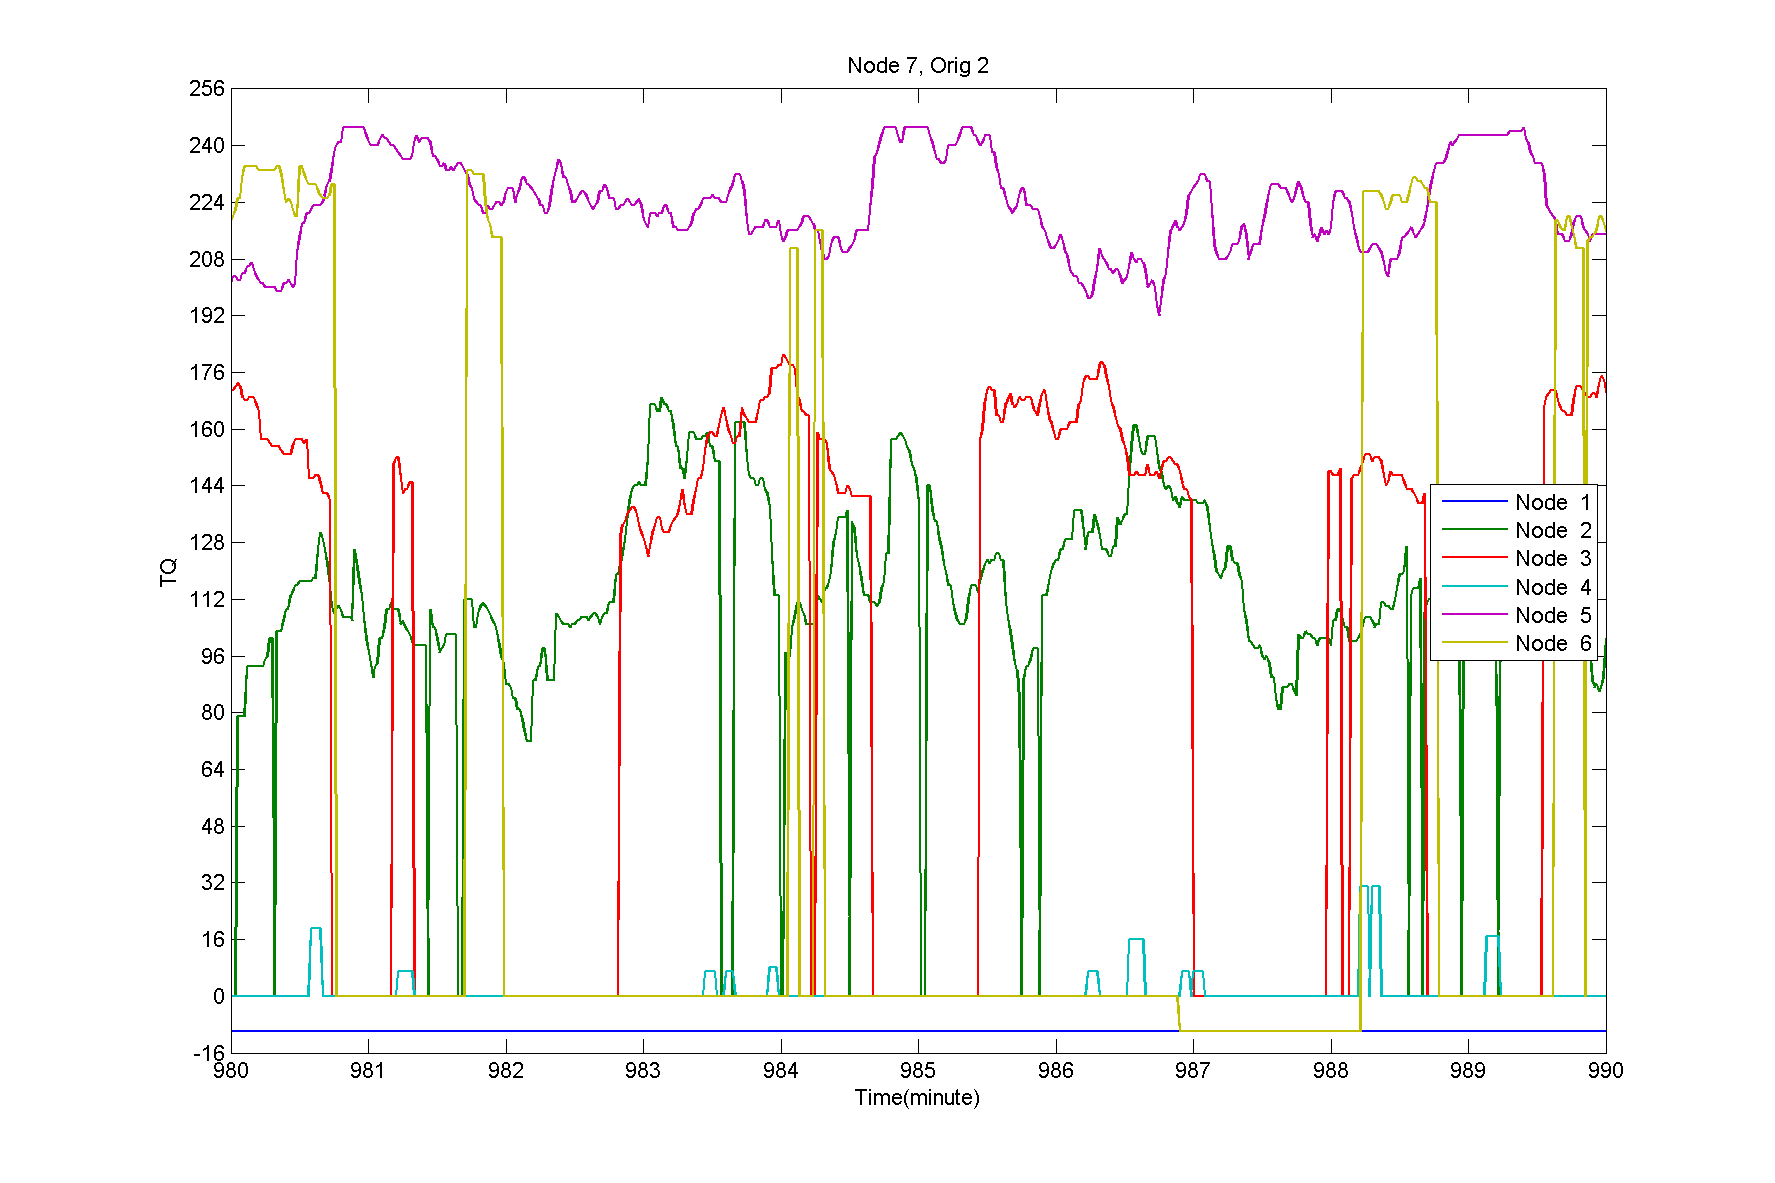 Node 7, Orig 2
256
240
224
208
192
176
160
144
128
112
96
80
64
48
32
16
0
-16
TQ
Node 1
Node 2
Node 3
Node 4
Node 5
Node 6
980 981 982 983 984 985 986 987 988 989 990
Time(minute)